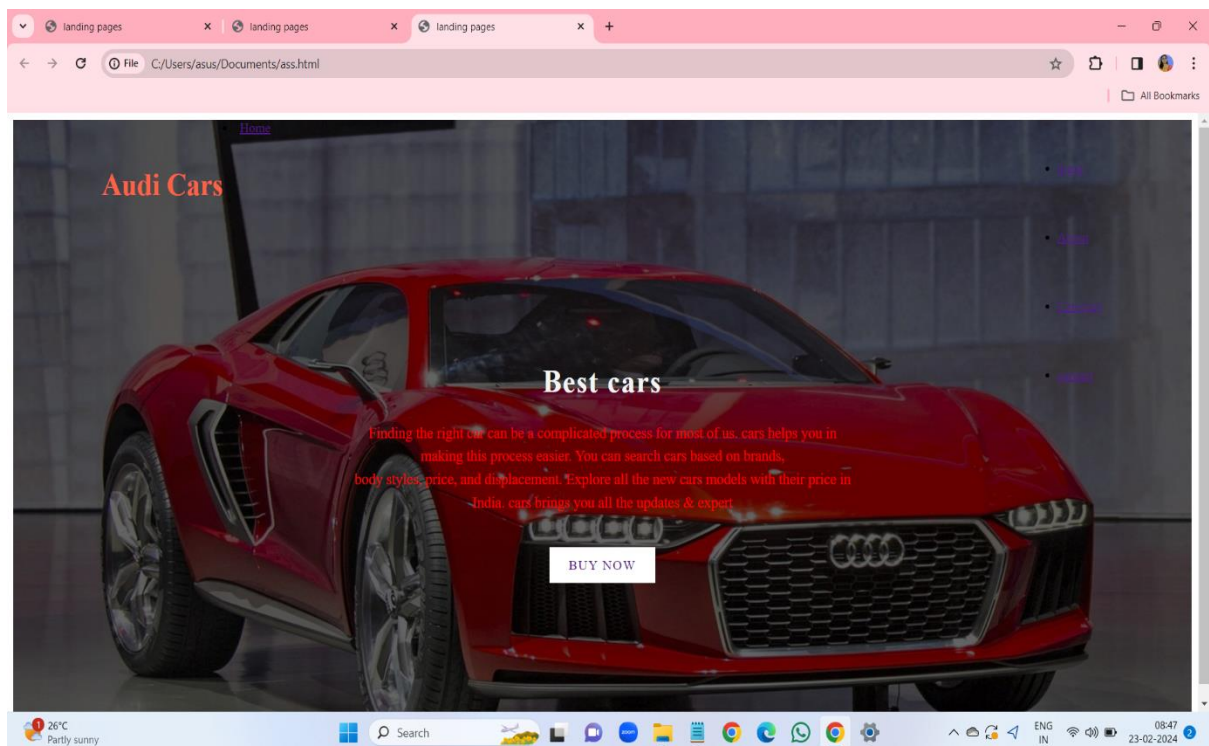 landing pages
landing pages
landing pages
File C:/Users/asus/Documents/ass.html
All Bookmarks
Home
Audi Cars
Best cars
Finding the right car can be a complicated process for most of us. cars helps you in
making this process easier. You can search cars based on brands,
body styles, price, and displacement. Explore all the new cars models with their price in
India. cars brings you all the updates & expert
BUY NOW
1
26°C
Partly sunny
Search
zoom
ENG
IN
08:47
23-02-2024
2